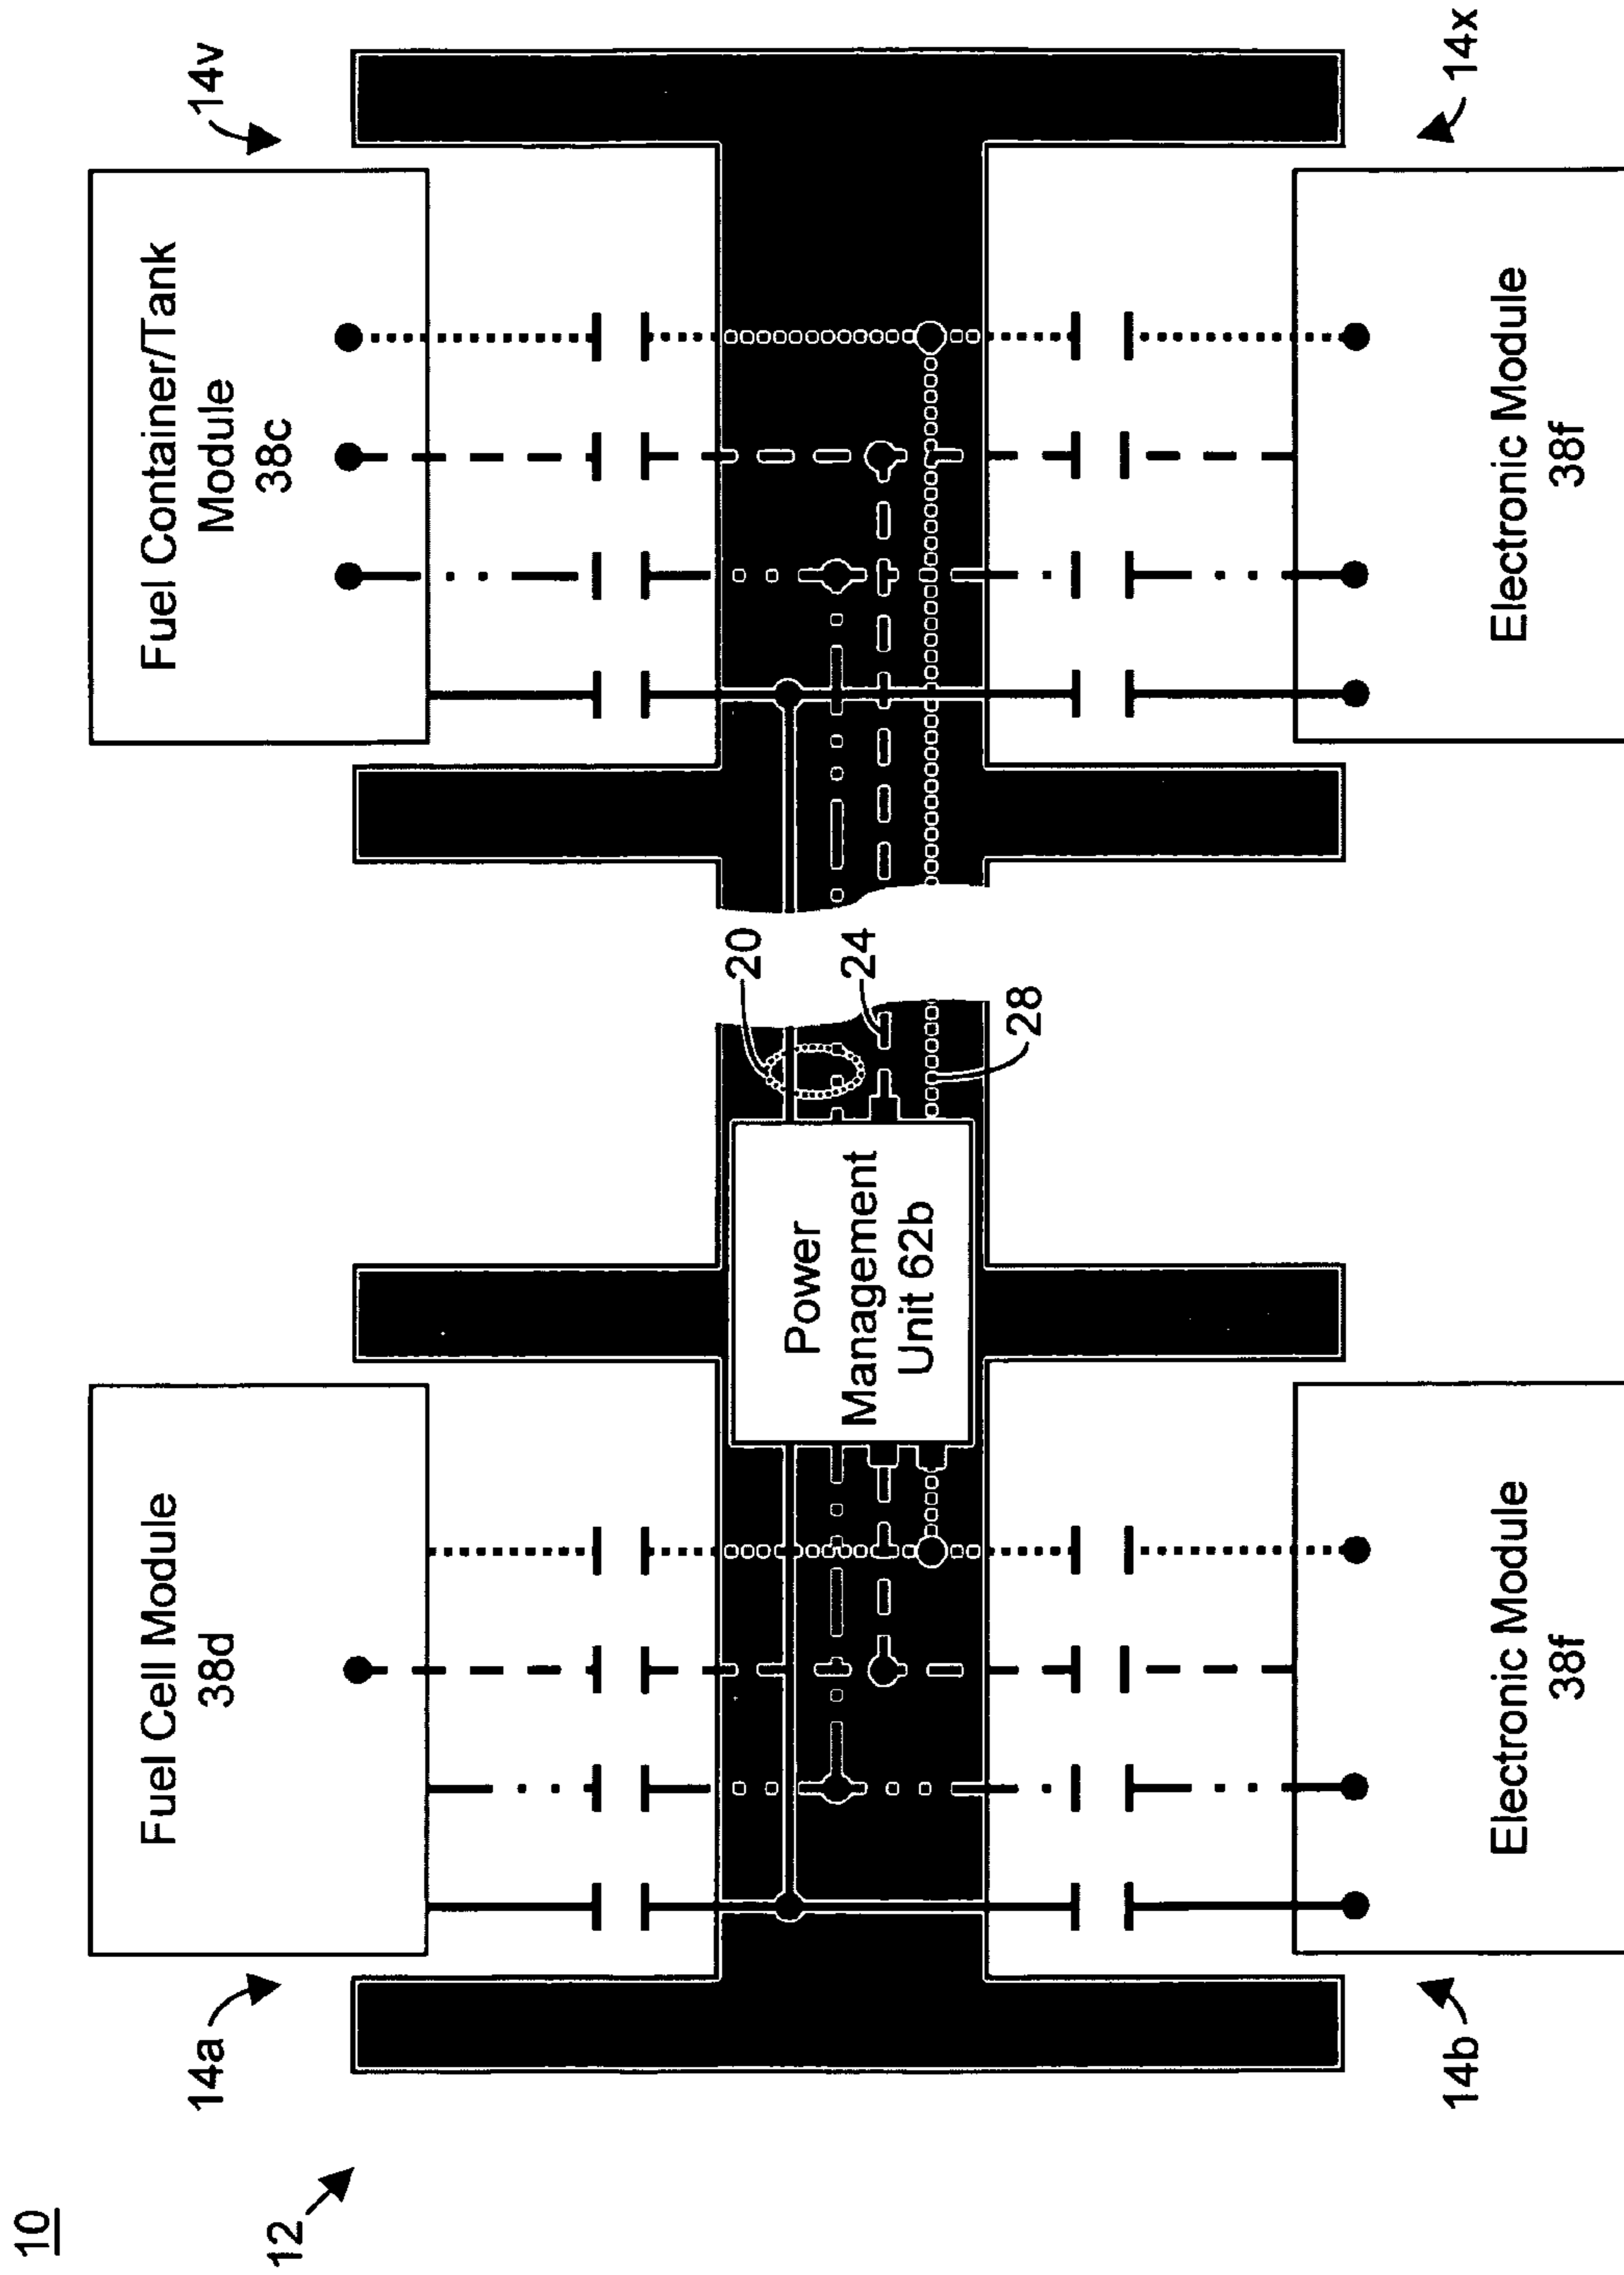 10
12
14a
14v
Fuel Cell Module
38d
Fuel Container/Tank
Module
38c
20
24
28
Power
Management
Unit 62b
14b
14x
Electronic Module
38f
Electronic Module
38f